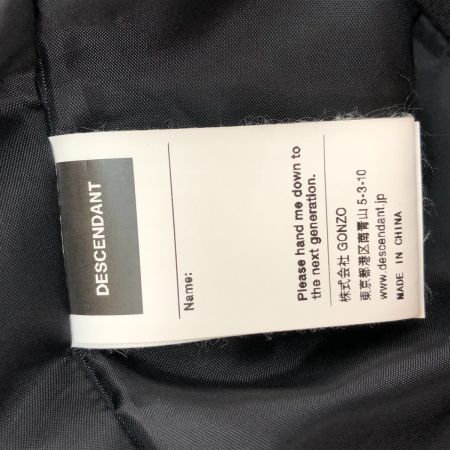 DESCENDANT
Name:
Please hand me down to
the next generation.
株式会社 GONZO
東京都港区南青山 5-3-10
www.descendant.jp
MADE IN CHINA